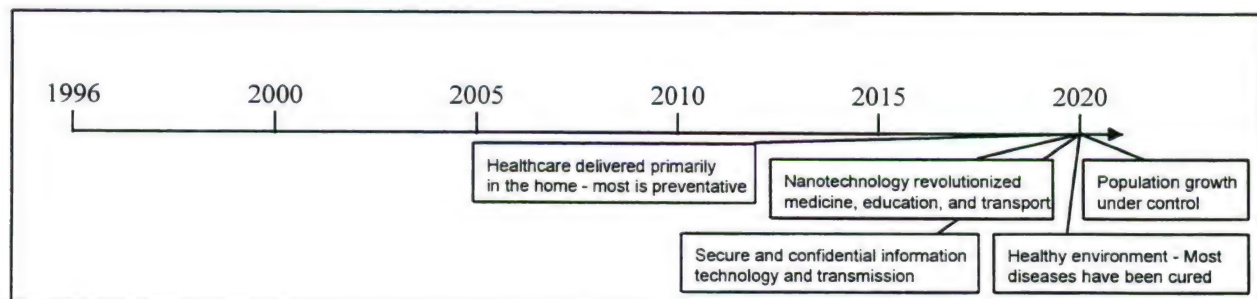 1996 2000 2005 2010 2015 2020
Healthcare delivered primarily
in the home - most is preventative
Nanotechnology revolutionized
medicine, education, and transport
Population growth
under control
Secure and confidential information
technology and transmission
Healthy environment - Most
diseases have been cured